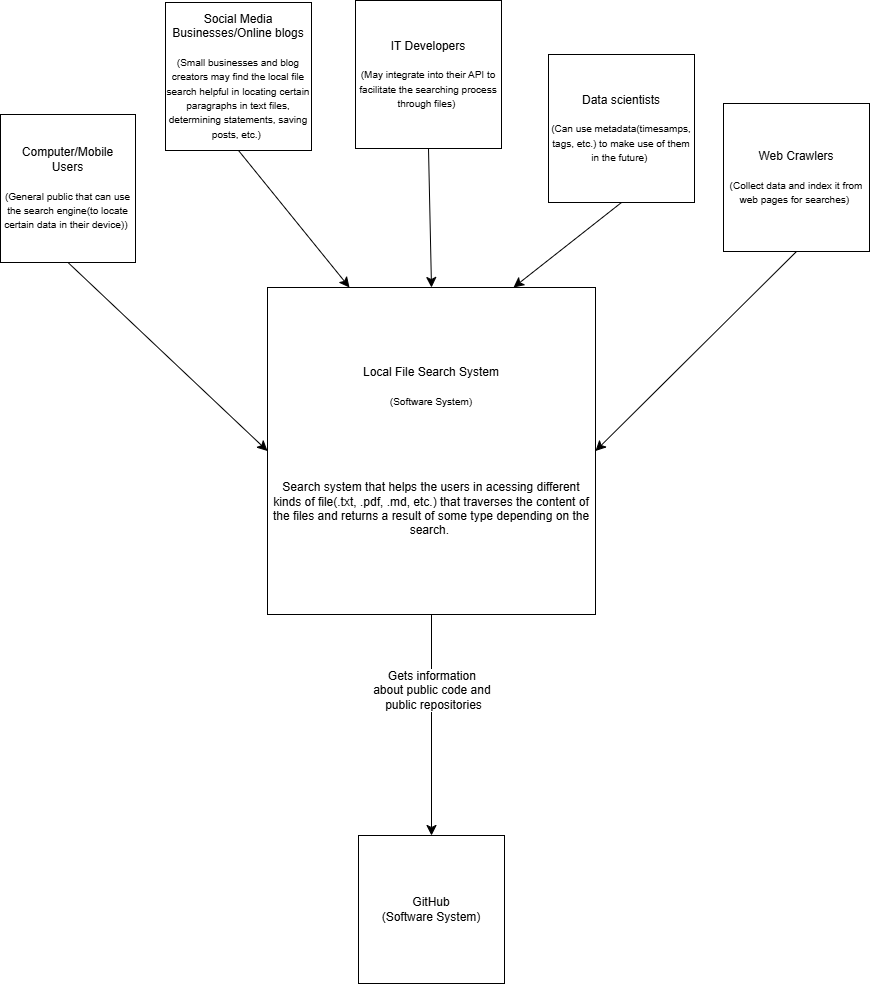 Social Media
Businesses/Online blogs
(Small businesses and blog
creators may find the local file
search helpful in locating certain
paragraphs in text files,
determining statements, saving
posts, etc.)
IT Developers
(May integrate into their API to
facilitate the searching process
through files)
Data scientists
(Can use metadata(timesamps,
tags, etc.) to make use of them
in the future)
Web Crawlers
(Collect data and index it from
web pages for searches)
Computer/Mobile
Users
(General public that can use
the search engine(to locate
certain data in their device))
Local File Search System
(Software System)
Search system that helps the users in acessing different
kinds of file(.txt, .pdf, .md, etc.) that traverses the content of
the files and returns a result of some type depending on the
search.
Gets information
about public code and
public repositories
GitHub
(Software System)